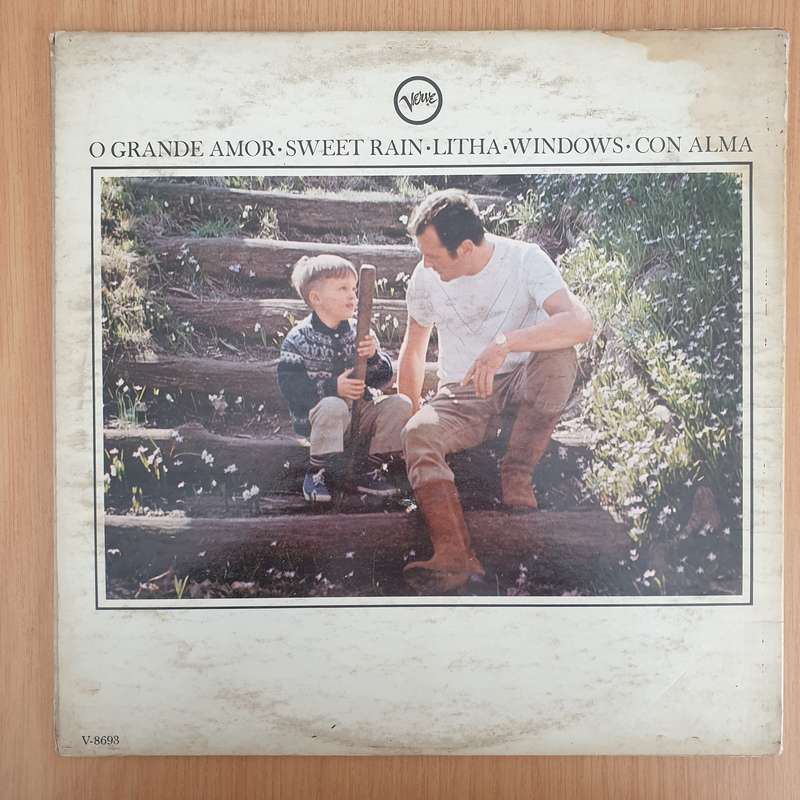 Verve
O GRANDE AMOR·SWEET RAIN·LITHA·WINDOWS·CON ALMA
V-8693